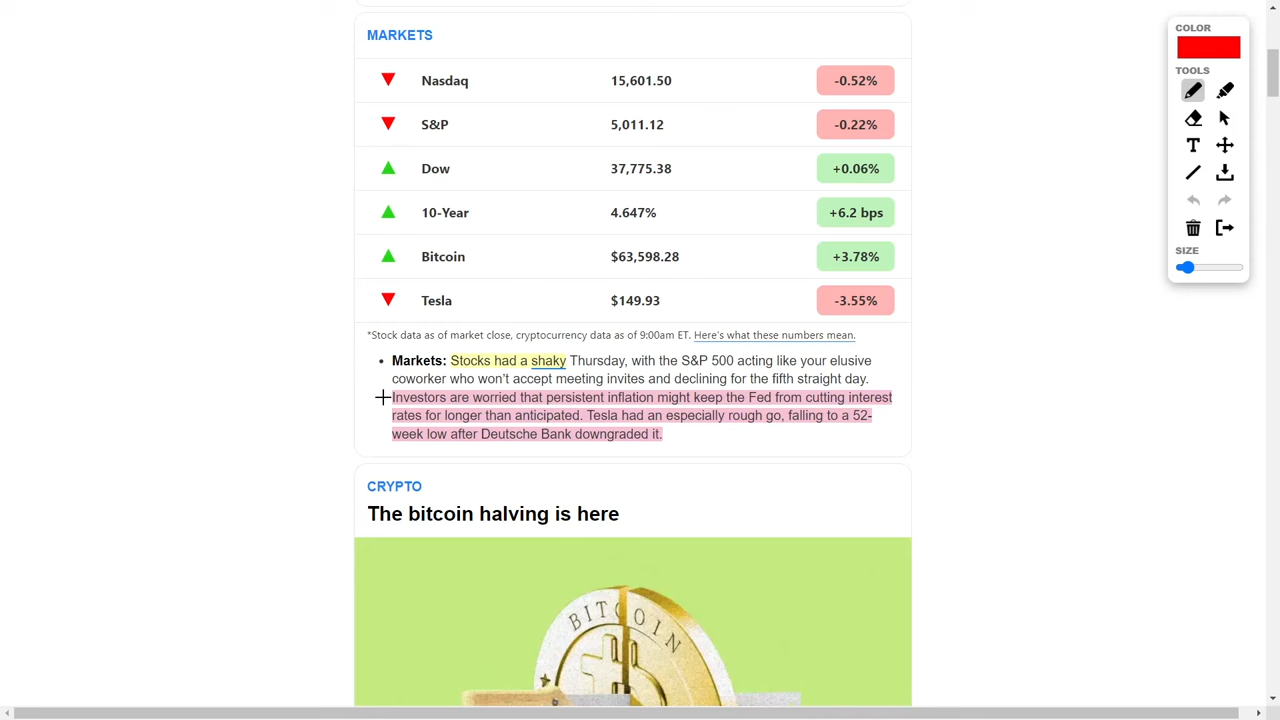 MARKETS
Nasdaq 15,601.50 -0.52%
S&P 5,011.12 -0.22%
Dow 37,775.38 +0.06%
10-Year 4.647% +6.2 bps
Bitcoin $63,598.28 +3.78%
Tesla $149.93 -3.55%
*Stock data as of market close, cryptocurrency data as of 9:00am ET. Here's what these numbers mean.
• Markets: Stocks had a shaky Thursday, with the S&P 500 acting like your elusive
coworker who won’t accept meeting invites and declining for the fifth straight day.
Investors are worried that persistent inflation might keep the Fed from cutting interest
rates for longer than anticipated. Tesla had an especially rough go, falling to a 52-
week low after Deutsche Bank downgraded it.
CRYPTO
The bitcoin halving is here
BITCOIN
COLOR
TOOLS
T
SIZE